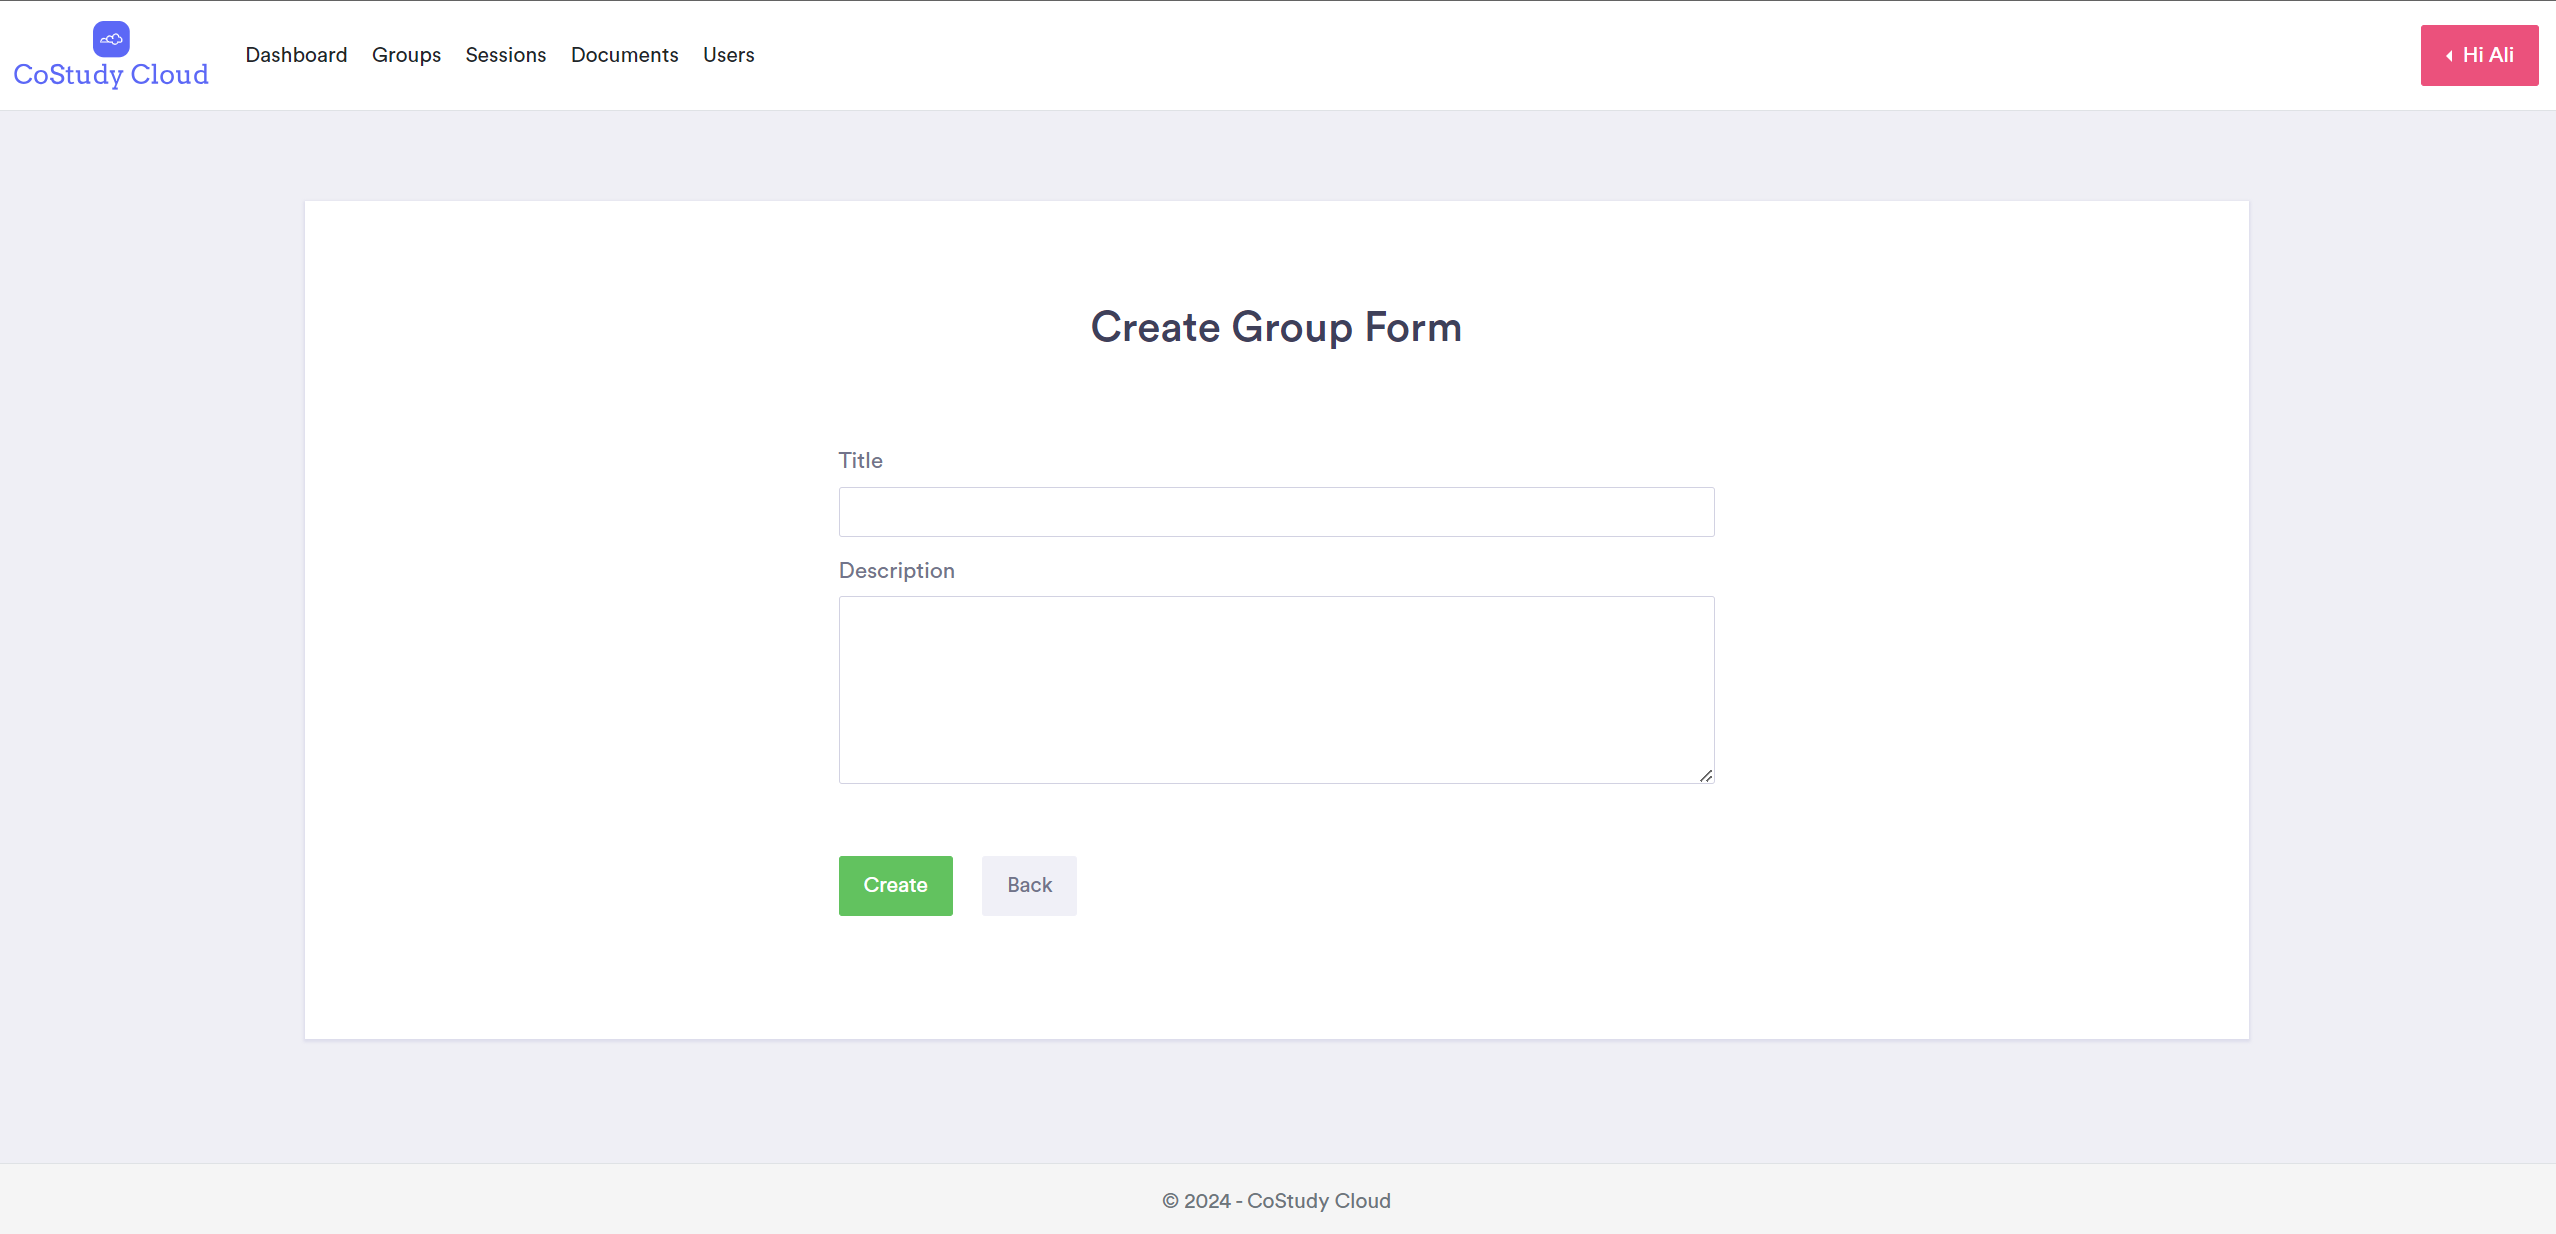 CoStudy Cloud
Dashboard Groups Sessions Documents Users
Hi Ali
Create Group Form
Title
Description
Create Back
© 2024 - CoStudy Cloud